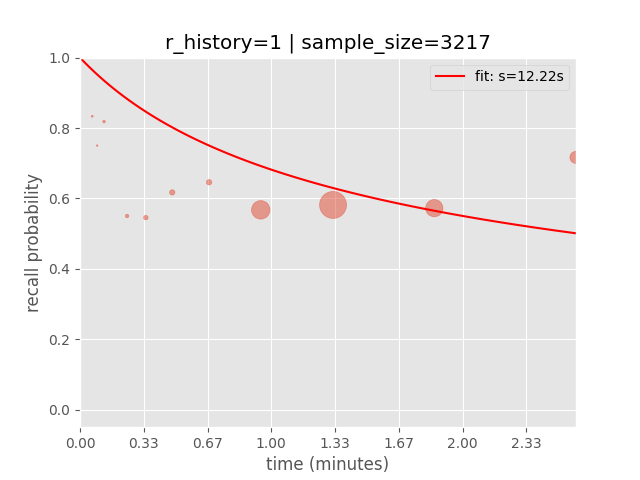 r_history=1 | sample_size=3217
fit: s=12.22s
recall probability
1.0
0.8
0.6
0.4
0.2
0.0
0.00 0.33 0.67 1.00 1.33 1.67 2.00 2.33
time (minutes)